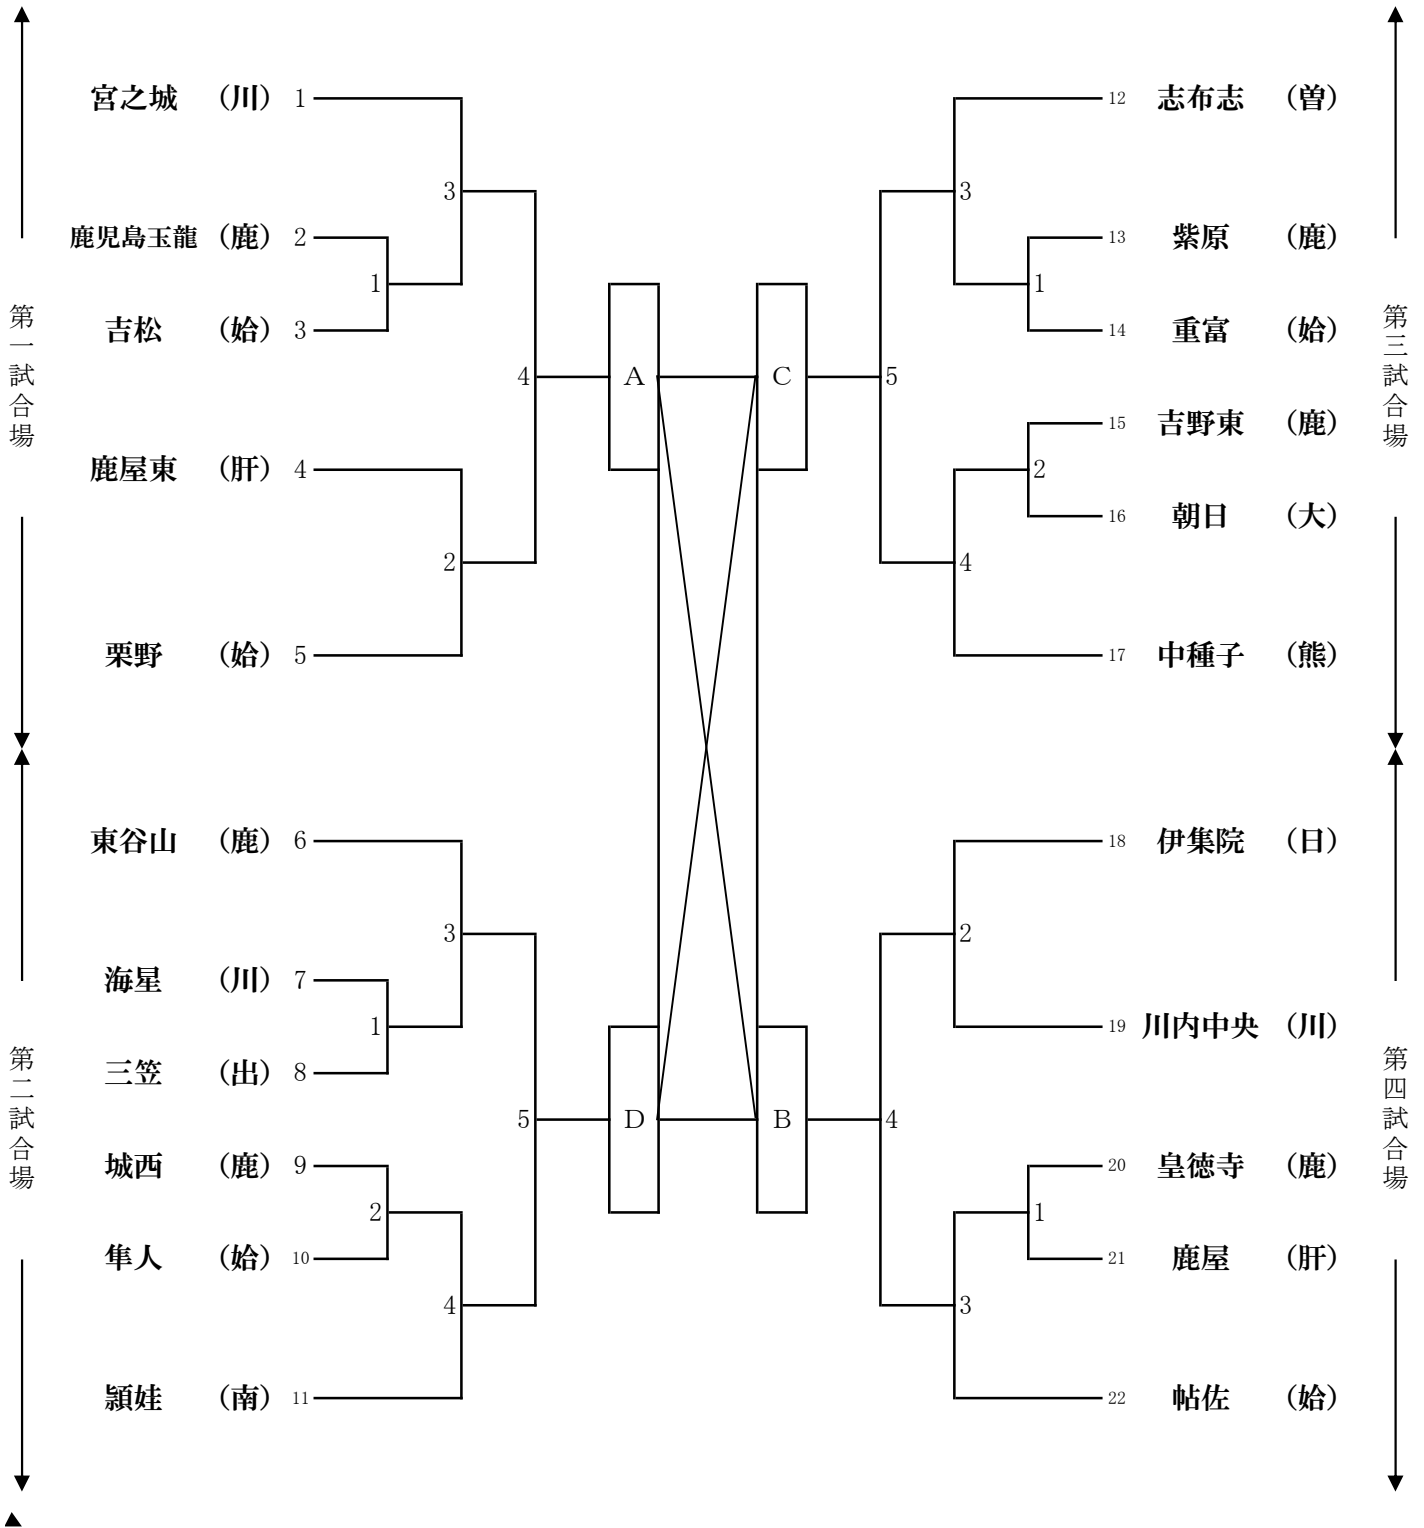 宮之城 （川） 1
3
鹿児島玉龍 （鹿） 2
1
吉松 （姶） 3
第一試合場
4
鹿屋東 （肝） 4
2
栗野 （姶） 5
東谷山 （鹿） 6
3
海星 （川） 7
1
三笠 （出） 8
第二試合場
5
城西 （鹿） 9
2
隼人 （姶） 10
4
頴娃 （南） 11
A
C
D
B
12 志布志 （曽）
3
13 紫原 （鹿）
1
14 重富 （姶）
第三試合場
5
15 吉野東 （鹿）
2
16 朝日 （大）
4
17 中種子 （熊）
18 伊集院 （日）
2
19 川内中央 （川）
第四試合場
4
20 皇徳寺 （鹿）
1
21 鹿屋 （肝）
3
22 帖佐 （姶）